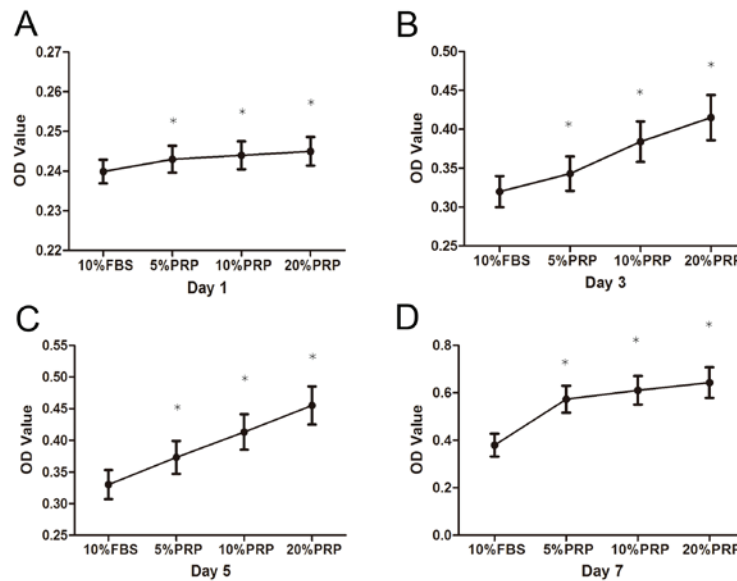 A
0.27
0.26
0.25
0.24
0.23
0.22
OD Value
* * *
10%FBS 5%PRP 10%PRP 20%PRP
Day 1
B
0.50
0.45
0.40
0.35
0.30
0.25
OD Value
* * *
10%FBS 5%PRP 10%PRP 20%PRP
Day 3
C
0.55
0.50
0.45
0.40
0.35
0.30
0.25
OD Value
* * *
10%FBS 5%PRP 10%PRP 20%PRP
Day 5
D
0.8
0.6
0.4
0.2
0.0
OD Value
* * *
10%FBS 5%PRP 10%PRP 20%PRP
Day 7